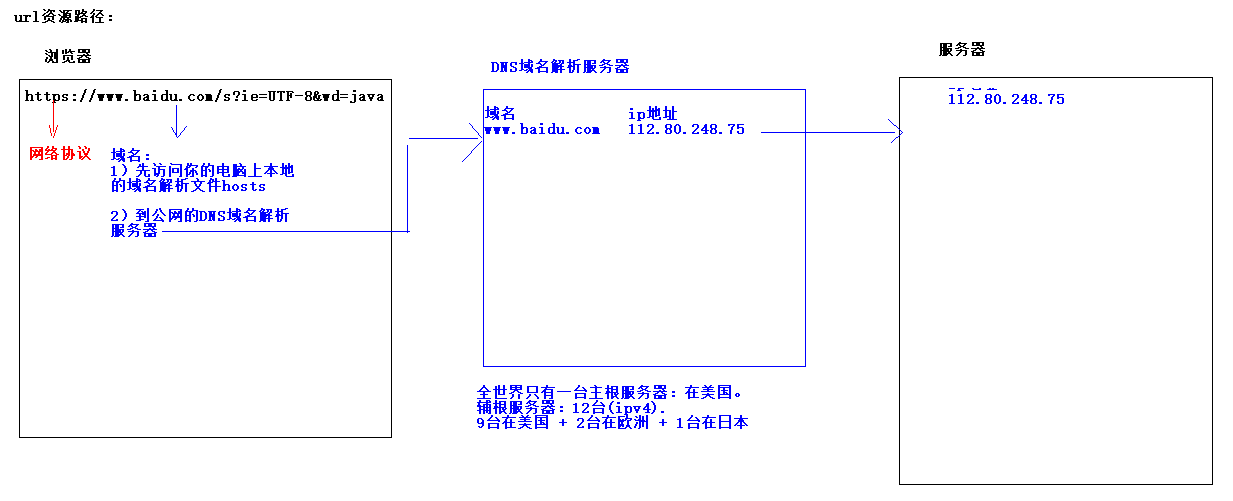 url资源路径：
浏览器
https://www.baidu.com/s?ie=UTF-8&wd=java
网络协议
域名：
1）先访问你的电脑上本地
的域名解析文件hosts
2）到公网的DNS域名解析
服务器
DNS域名解析服务器
域名 ip地址
www.baidu.com 112.80.248.75
全世界只有一台主根服务器：在美国。
辅根服务器：12台(ipv4).
9台在美国 + 2台在欧洲 + 1台在日本
服务器
112.80.248.75